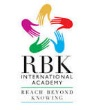 RBK
INTERNATIONAL
ACADEMY
REACH BEYOND
KNOWING